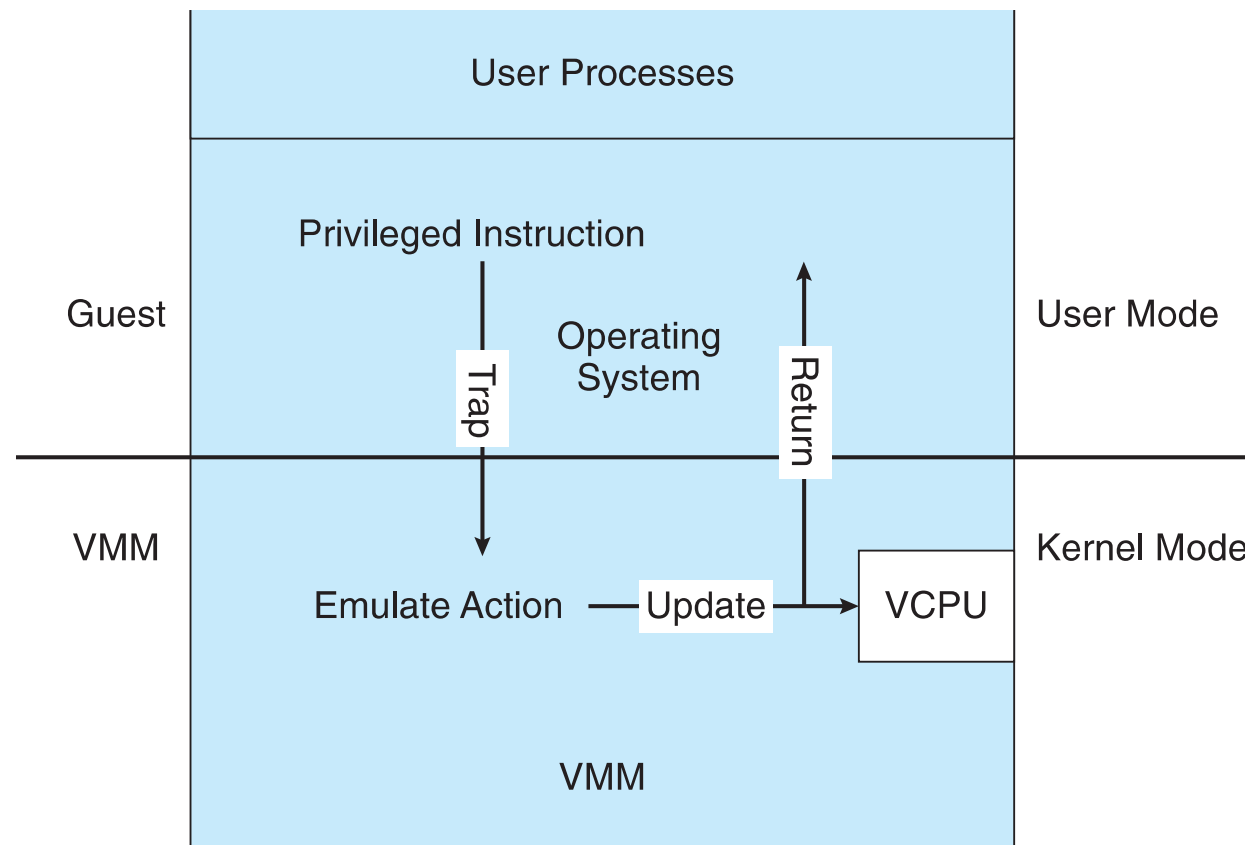 User Processes
Privileged Instruction
Guest
User Mode
Operating
System
Trap
Return
VMM
Kernel Mode
Emulate Action
Update
VCPU
VMM